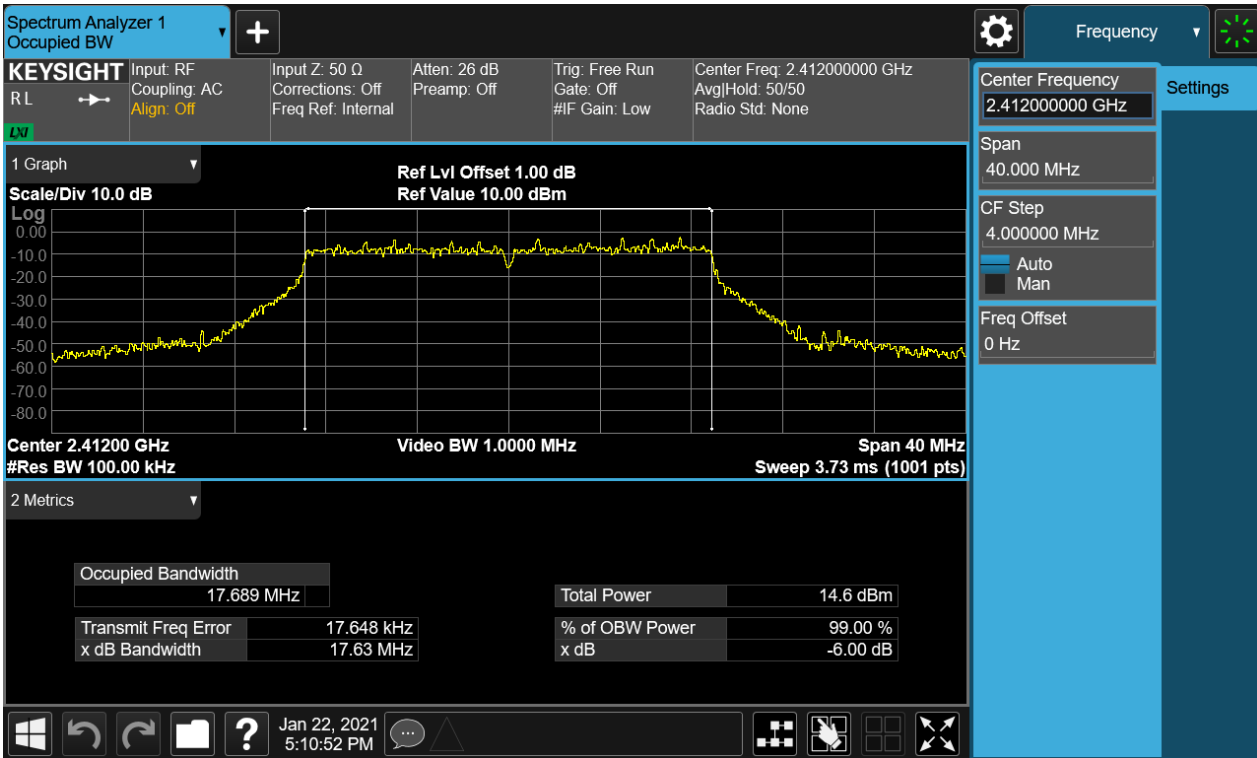 Spectrum Analyzer 1
Occupied BW
+
Frequency
KEYSIGHT
R L
LXI
Input: RF
Coupling: AC
Align: Off
Input Z: 50 Ω
Corrections: Off
Freq Ref: Internal
Atten: 26 dB
Preamp: Off
Trig: Free Run
Gate: Off
#IF Gain: Low
Center Freq: 2.412000000 GHz
Avg|Hold: 50/50
Radio Std: None
Center Frequency
2.412000000 GHz
Settings
Span
40.000 MHz
CF Step
4.000000 MHz
Auto
Man
Freq Offset
0 Hz
1 Graph
Ref Lvl Offset 1.00 dB
Scale/Div 10.0 dB
Ref Value 10.00 dBm
Log
0.00
-10.0
-20.0
-30.0
-40.0
-50.0
-60.0
-70.0
-80.0
Center 2.41200 GHz
Video BW 1.0000 MHz
Span 40 MHz
#Res BW 100.00 kHz
Sweep 3.73 ms (1001 pts)
2 Metrics
Occupied Bandwidth
17.689 MHz
Total Power 14.6 dBm
Transmit Freq Error 17.648 kHz
% of OBW Power 99.00 %
x dB Bandwidth 17.63 MHz
x dB -6.00 dB
?
Jan 22, 2021
5:10:52 PM